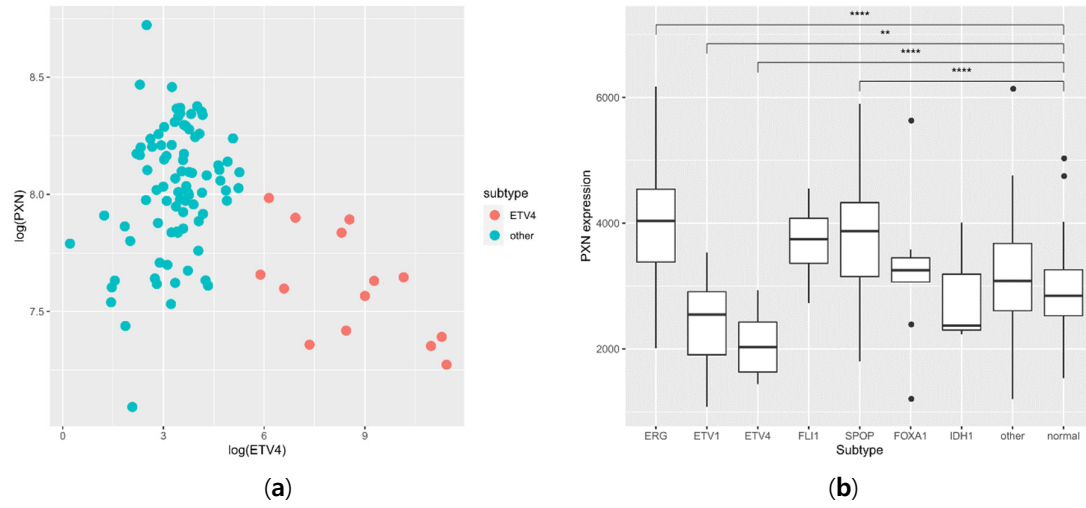 8.5
8.0
7.5
log(PXN)
0
3
6
9
log(ETV4)
subtype
ETV4
other
(a)
****
**
****
****
6000
4000
2000
PXN expression
ERG
ETV1
ETV4
FLI1
SPOP
FOXA1
IDH1
other
normal
Subtype
(b)